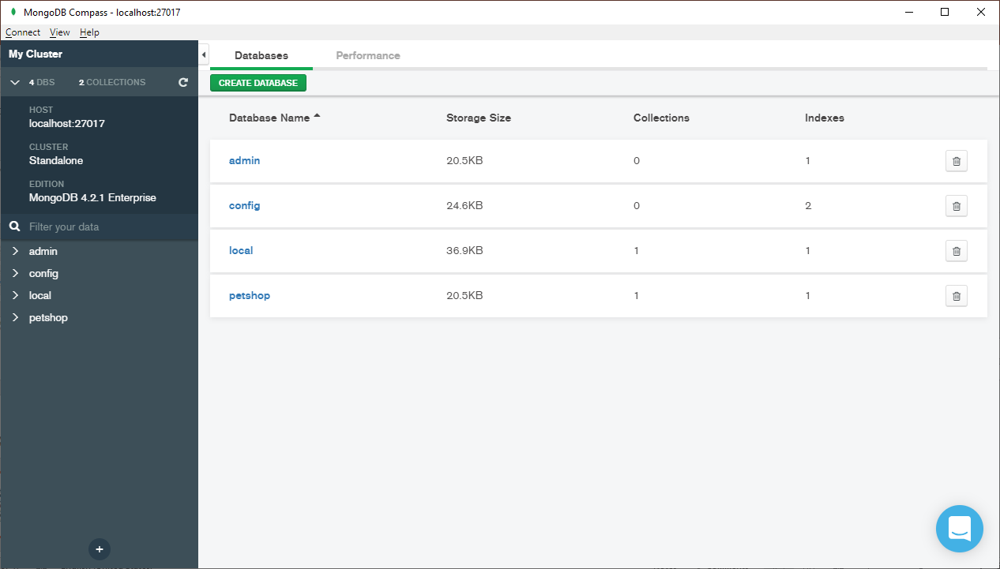 MongoDB Compass - localhost:27017
Connect View Help
My Cluster
4 DBS 2 COLLECTIONS
HOST
localhost:27017
CLUSTER
Standalone
EDITION
MongoDB 4.2.1 Enterprise
Filter your data
admin
config
local
petshop
Databases Performance
CREATE DATABASE
Database Name Storage Size Collections Indexes
admin 20.5KB 0 1
config 24.6KB 0 2
local 36.9KB 1 1
petshop 20.5KB 1 1